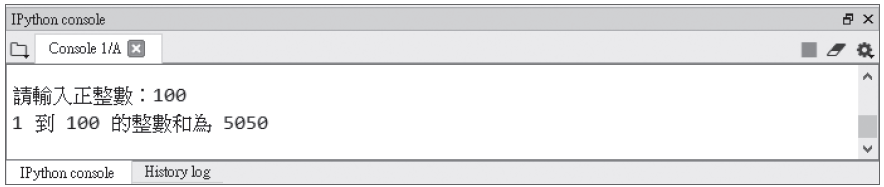 IPython console
Console 1/A
請輸入正整數：100
1 到 100 的整數和為 5050
IPython console
History log